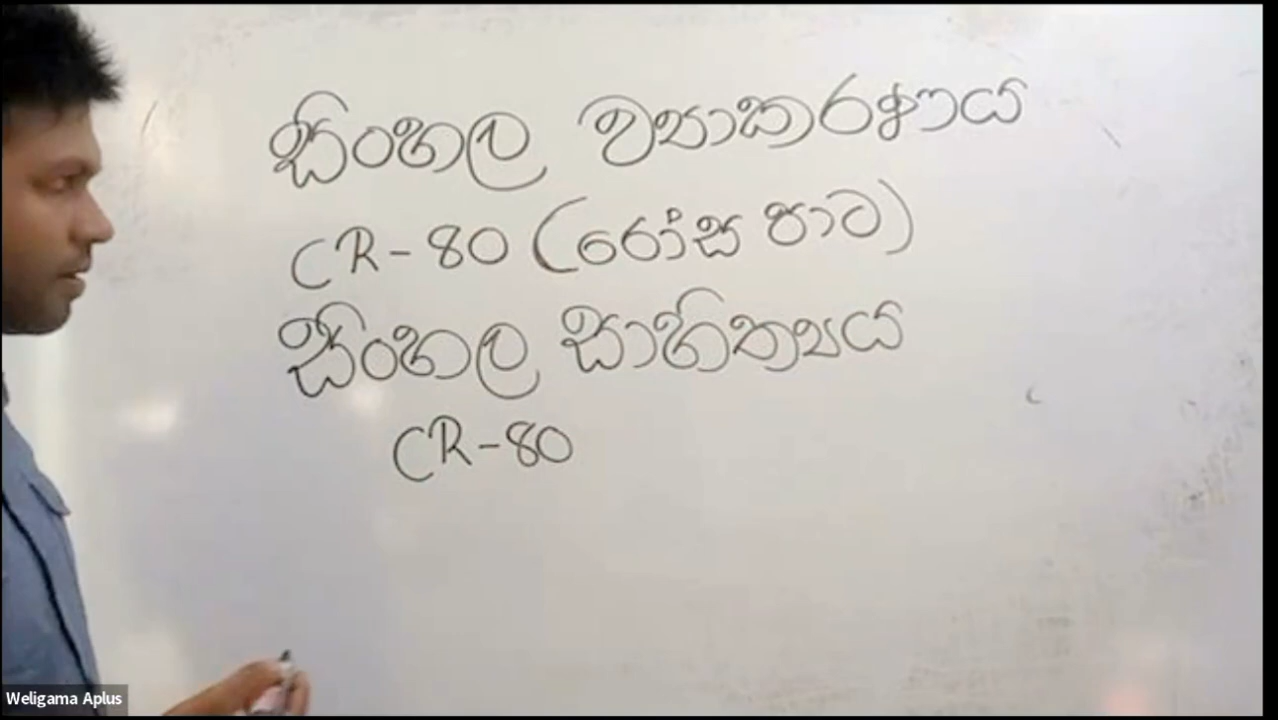 සිංහල ව්‍යාකරණය
CR-80 (රෝස පාට)
සිංහල සාහිත්‍යය
CR-80
Weligama Aplus